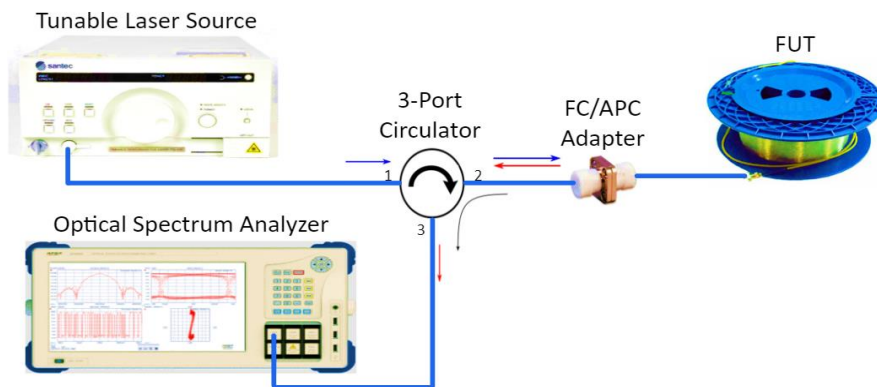 Tunable Laser Source
santec
3-Port
Circulator
FC/APC
Adapter
FUT
1
2
3
Optical Spectrum Analyzer